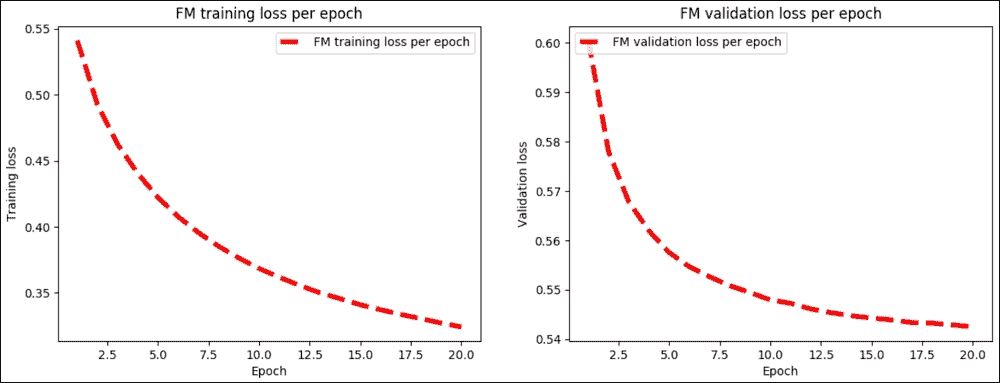 FM training loss per epoch
FM training loss per epoch
0.55
0.50
0.45
0.40
0.35
Training loss
2.5 5.0 7.5 10.0 12.5 15.0 17.5 20.0
Epoch
FM validation loss per epoch
FM validation loss per epoch
0.60
0.59
0.58
0.57
0.56
0.55
0.54
Validation loss
2.5 5.0 7.5 10.0 12.5 15.0 17.5 20.0
Epoch